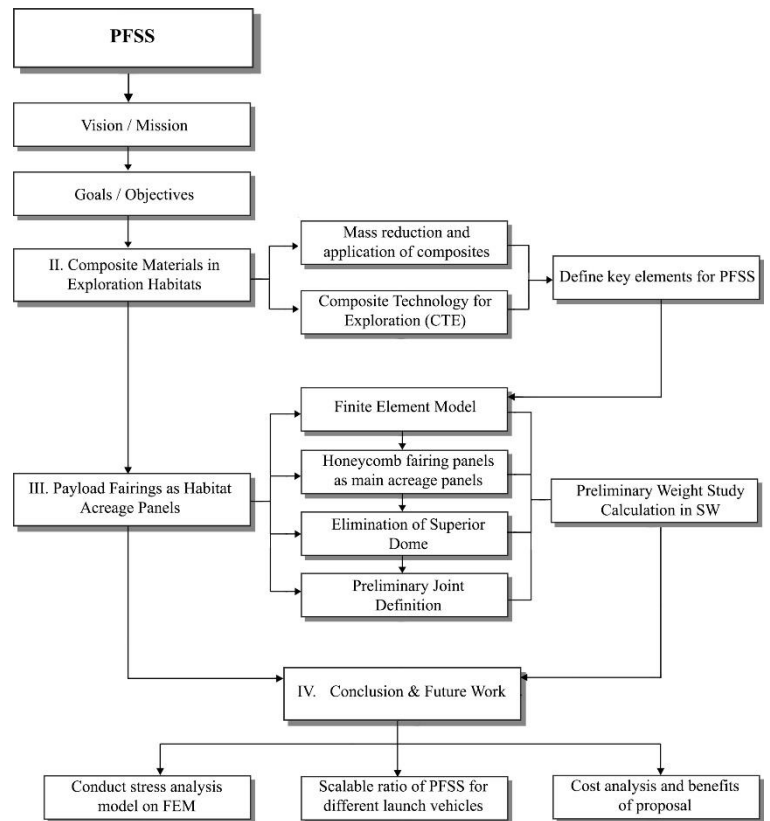 PFSS
Vision / Mission
Goals / Objectives
II. Composite Materials in
Exploration Habitats
Mass reduction and
application of composites
Composite Technology for
Exploration (CTE)
Define key elements for PFSS
Finite Element Model
Honeycomb fairing panels
as main acreage panels
Elimination of Superior
Dome
Preliminary Joint
Definition
III. Payload Fairings as Habitat
Acreage Panels
Preliminary Weight Study
Calculation in SW
IV. Conclusion & Future Work
Conduct stress analysis
model on FEM
Scalable ratio of PFSS for
different launch vehicles
Cost analysis and benefits
of proposal